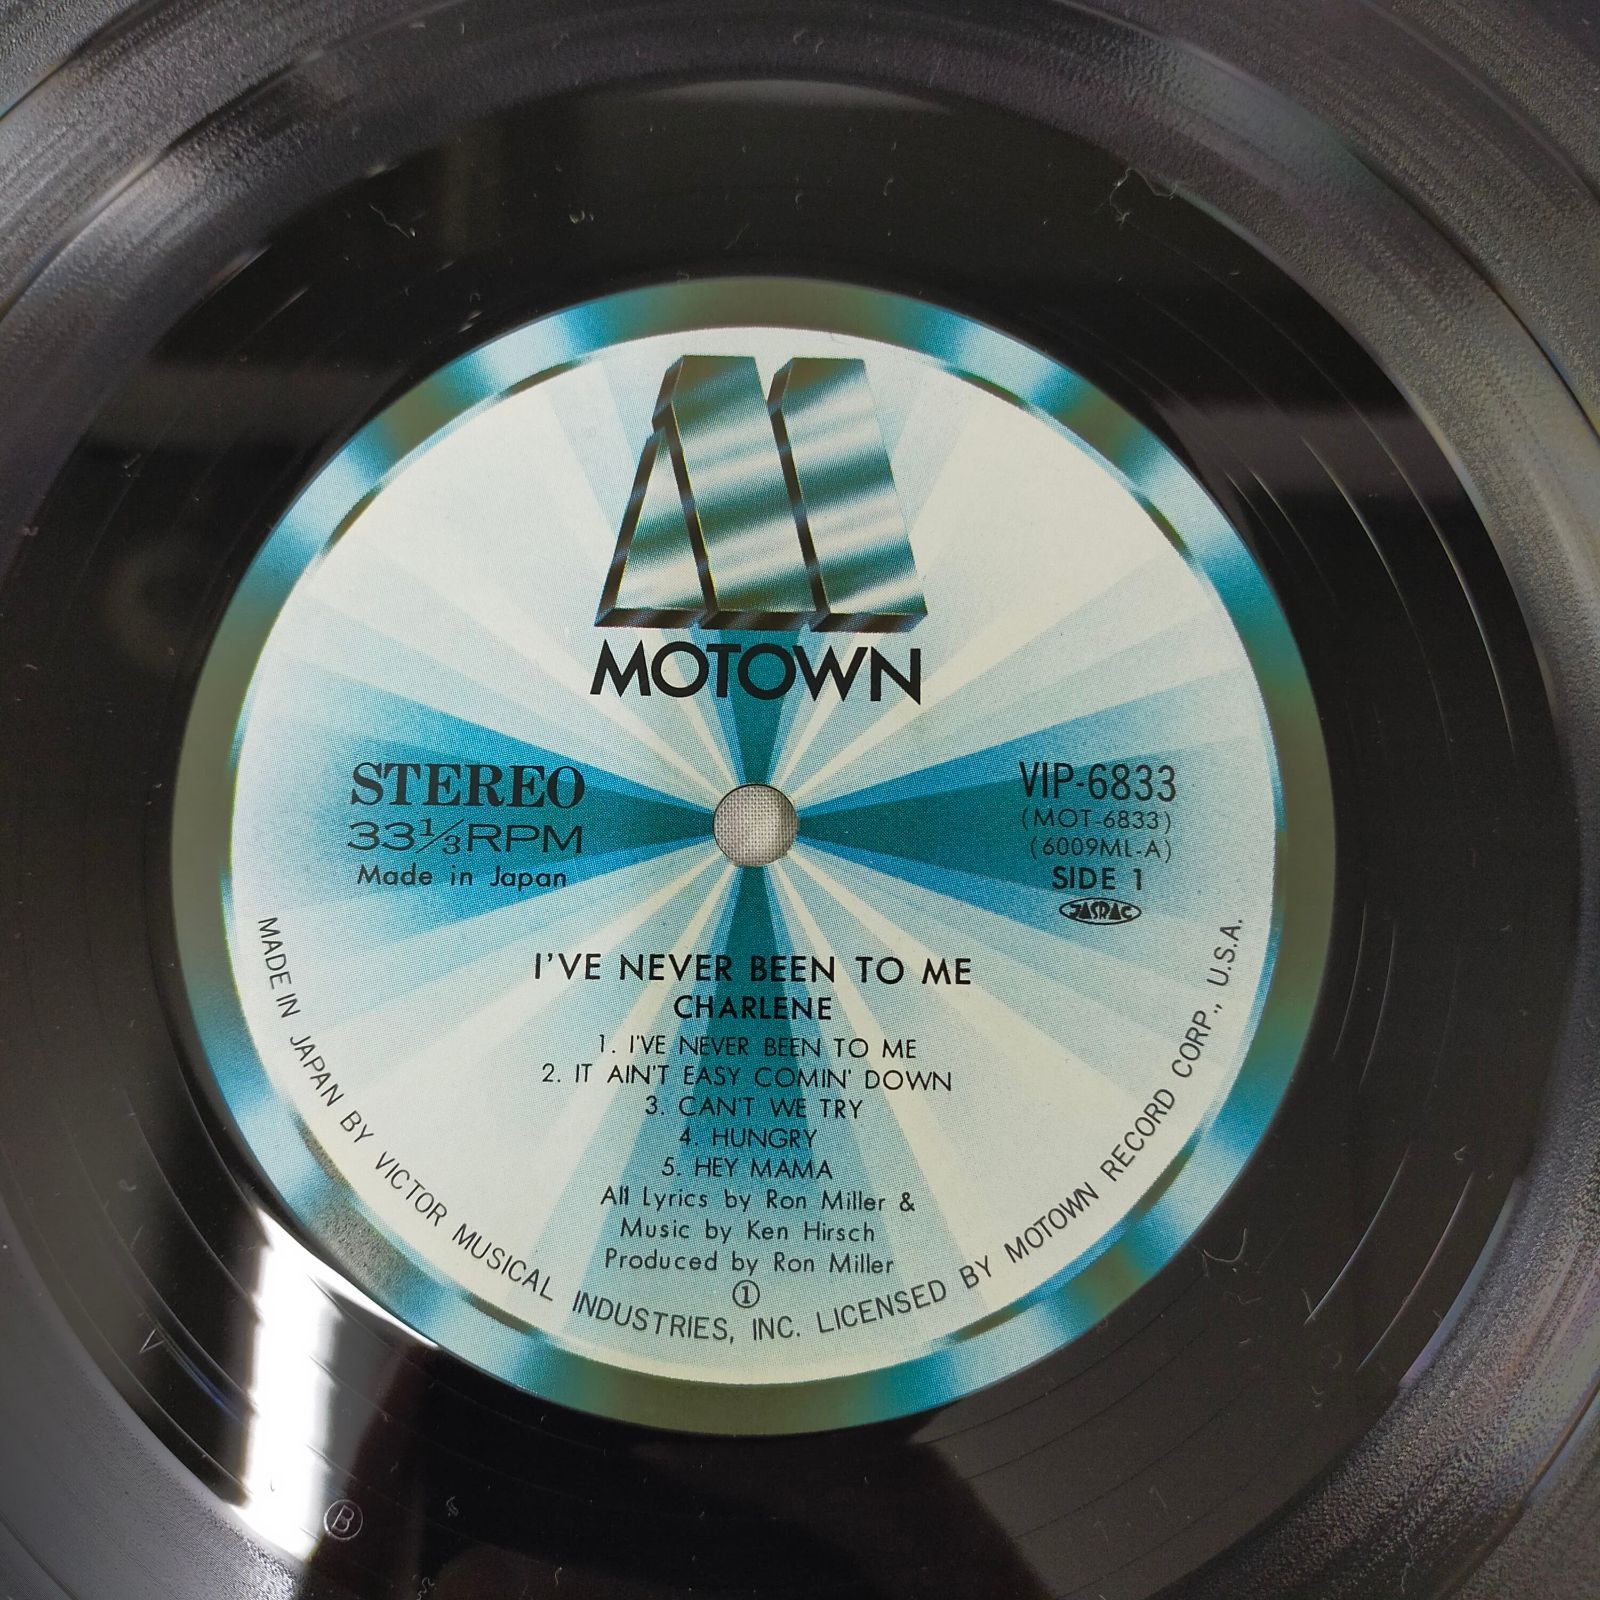 MOTOWN
STEREO
33⅓RPM
Made in Japan
VIP-6833
(MOT-6833)
(6009ML-A)
SIDE 1
JASRAC
I'VE NEVER BEEN TO ME
CHARLENE
1. I'VE NEVER BEEN TO ME
2. IT AIN'T EASY COMIN' DOWN
3. CAN'T WE TRY
4. HUNGRY
5. HEY MAMA
All Lyrics by Ron Miller &
Music by Ken Hirsch
Produced by Ron Miller
①
MADE IN JAPAN BY VICTOR MUSICAL INDUSTRIES, INC. LICENSED BY MOTOWN RECORD CORP., U.S.A.
Ⓑ